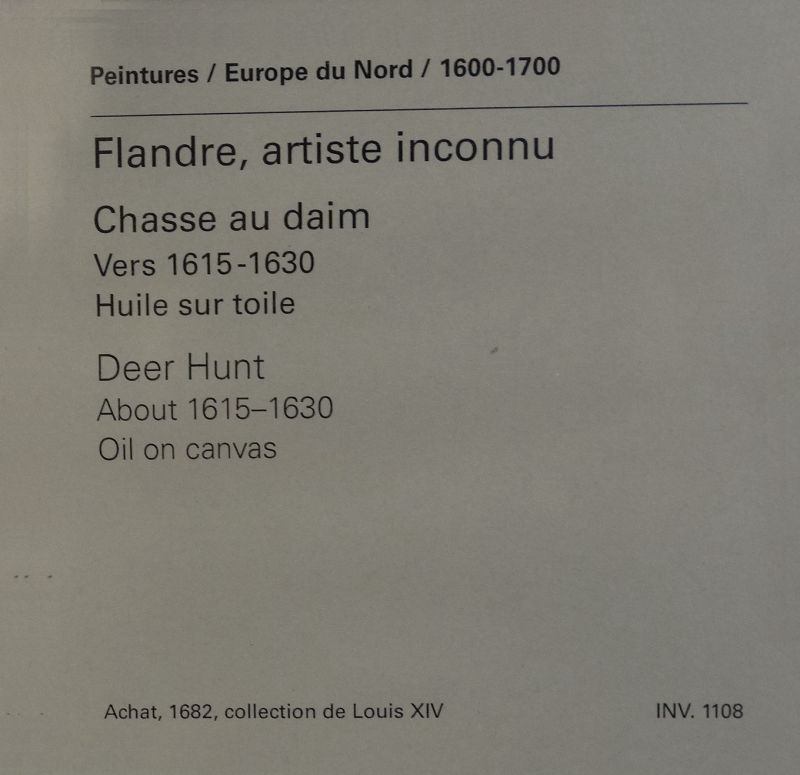 Peintures / Europe du Nord / 1600-1700
Flandre, artiste inconnu
Chasse au daim
Vers 1615-1630
Huile sur toile
Deer Hunt
About 1615–1630
Oil on canvas
Achat, 1682, collection de Louis XIV
INV. 1108